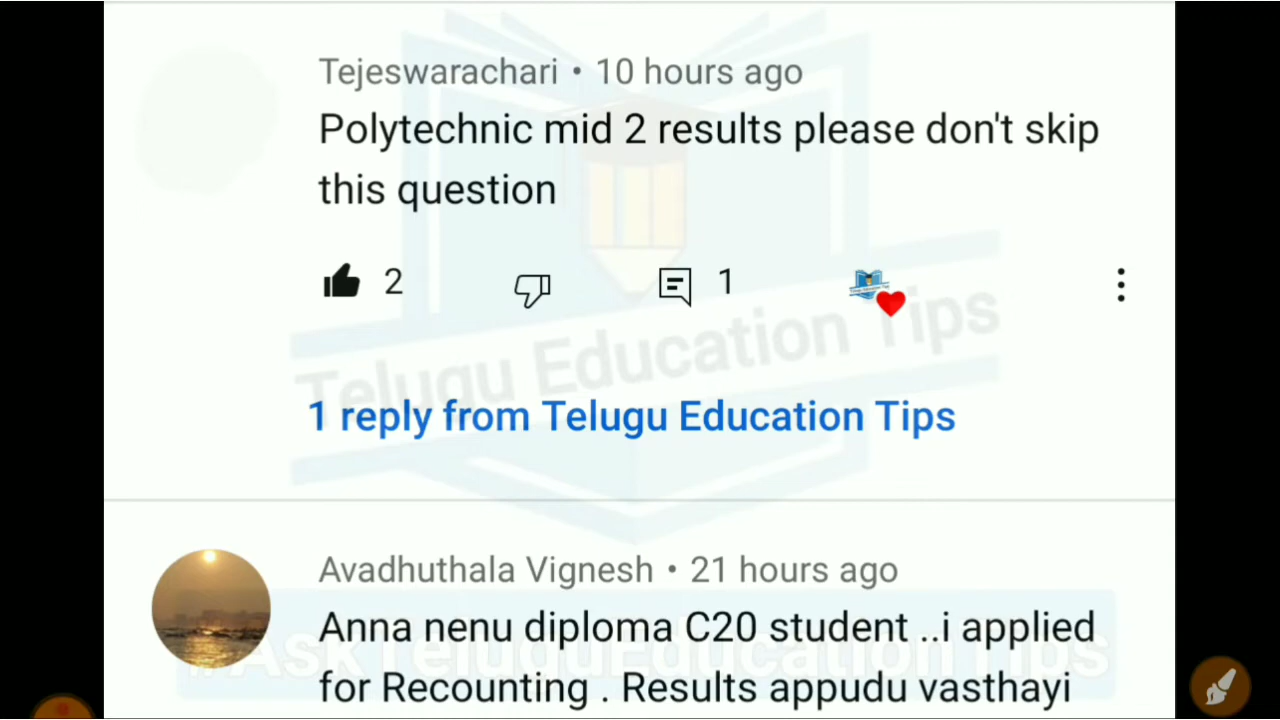 Tejeswarachari • 10 hours ago
Polytechnic mid 2 results please don't skip
this question
2
1
Telugu Education Tips
1 reply from Telugu Education Tips
Avadhuthala Vignesh • 21 hours ago
Anna nenu diploma C20 student ..i applied
#AskTeluguEducationTips
for Recounting . Results appudu vasthayi